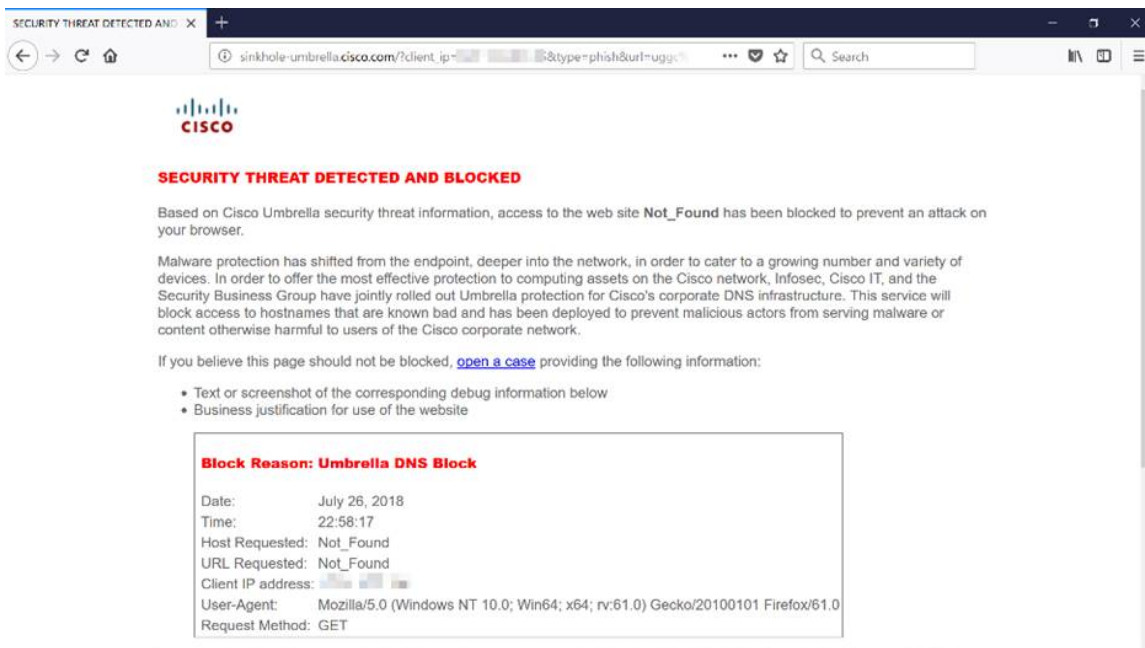 SECURITY THREAT DETECTED AND
sinkhole-umbrella.cisco.com/?client_ip= &type=phish&url=uggc%
Search
CISCO
SECURITY THREAT DETECTED AND BLOCKED
Based on Cisco Umbrella security threat information, access to the web site Not_Found has been blocked to prevent an attack on
your browser.
Malware protection has shifted from the endpoint, deeper into the network, in order to cater to a growing number and variety of
devices. In order to offer the most effective protection to computing assets on the Cisco network, Infosec, Cisco IT, and the
Security Business Group have jointly rolled out Umbrella protection for Cisco's corporate DNS infrastructure. This service will
block access to hostnames that are known bad and has been deployed to prevent malicious actors from serving malware or
content otherwise harmful to users of the Cisco corporate network.
If you believe this page should not be blocked, open a case providing the following information:
• Text or screenshot of the corresponding debug information below
• Business justification for use of the website
Block Reason: Umbrella DNS Block
Date: July 26, 2018
Time: 22:58:17
Host Requested: Not_Found
URL Requested: Not_Found
Client IP address:
User-Agent: Mozilla/5.0 (Windows NT 10.0; Win64; x64; rv:61.0) Gecko/20100101 Firefox/61.0
Request Method: GET